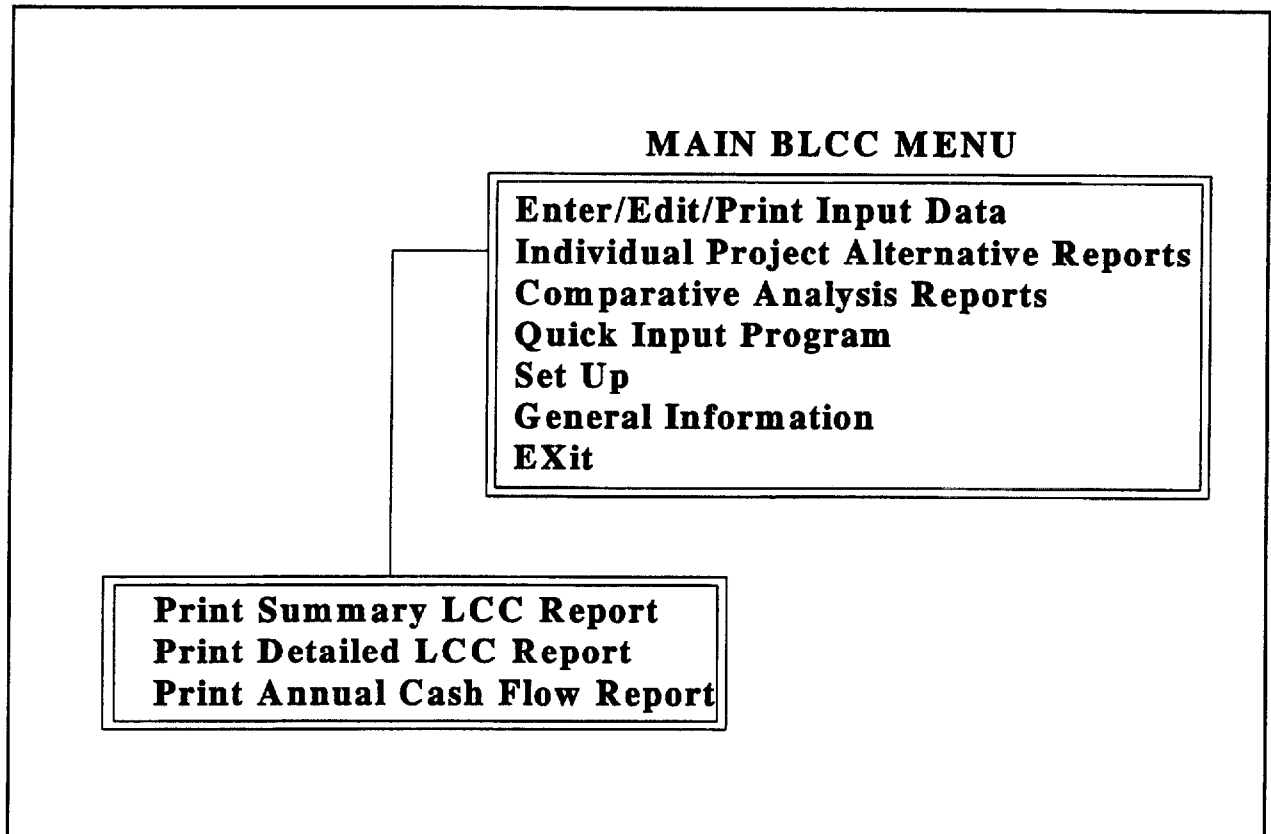 MAIN BLCC MENU
Enter/Edit/Print Input Data
Individual Project Alternative Reports
Comparative Analysis Reports
Quick Input Program
Set Up
General Information
EXit
Print Summary LCC Report
Print Detailed LCC Report
Print Annual Cash Flow Report